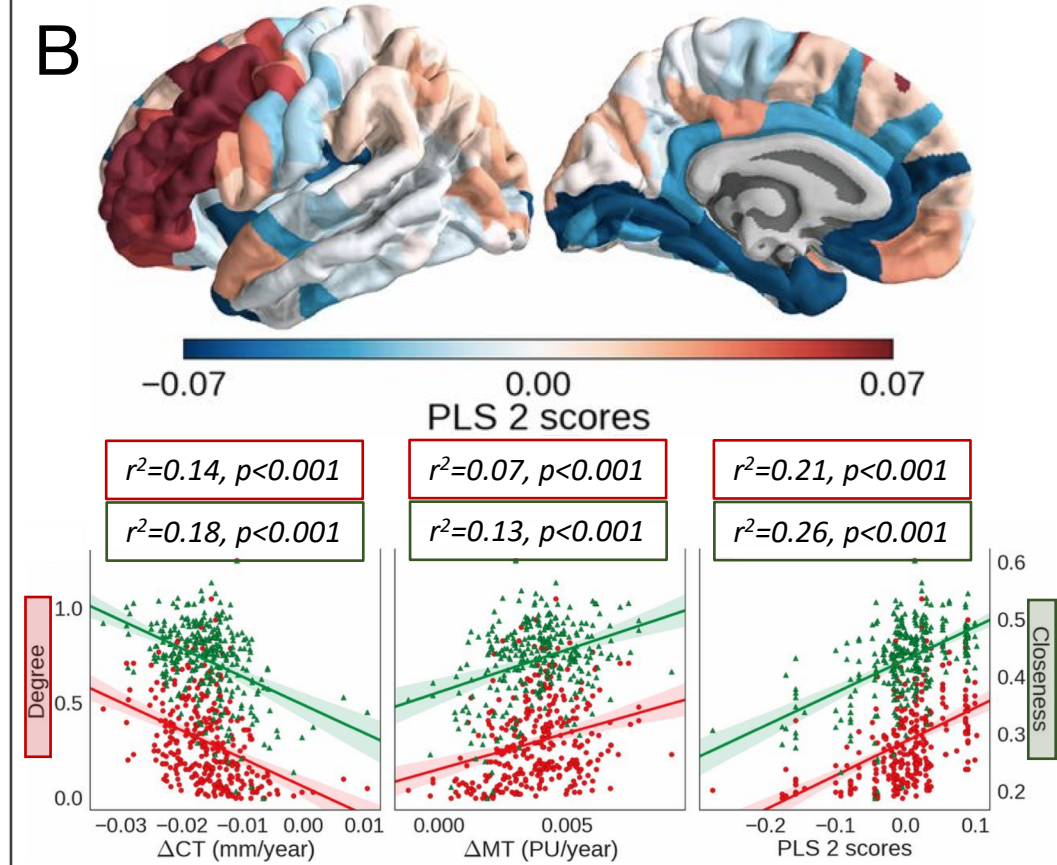 B
−0.07 0.00 0.07
PLS 2 scores
r²=0.14, p<0.001
r²=0.07, p<0.001
r²=0.21, p<0.001
r²=0.18, p<0.001
r²=0.13, p<0.001
r²=0.26, p<0.001
Degree
1.0
0.5
0.0
0.6
0.5
0.4
0.3
0.2
Closeness
−0.03 −0.02 −0.01 0.00 0.01
ΔCT (mm/year)
0.000 0.005
ΔMT (PU/year)
−0.2 −0.1 0.0 0.1
PLS 2 scores